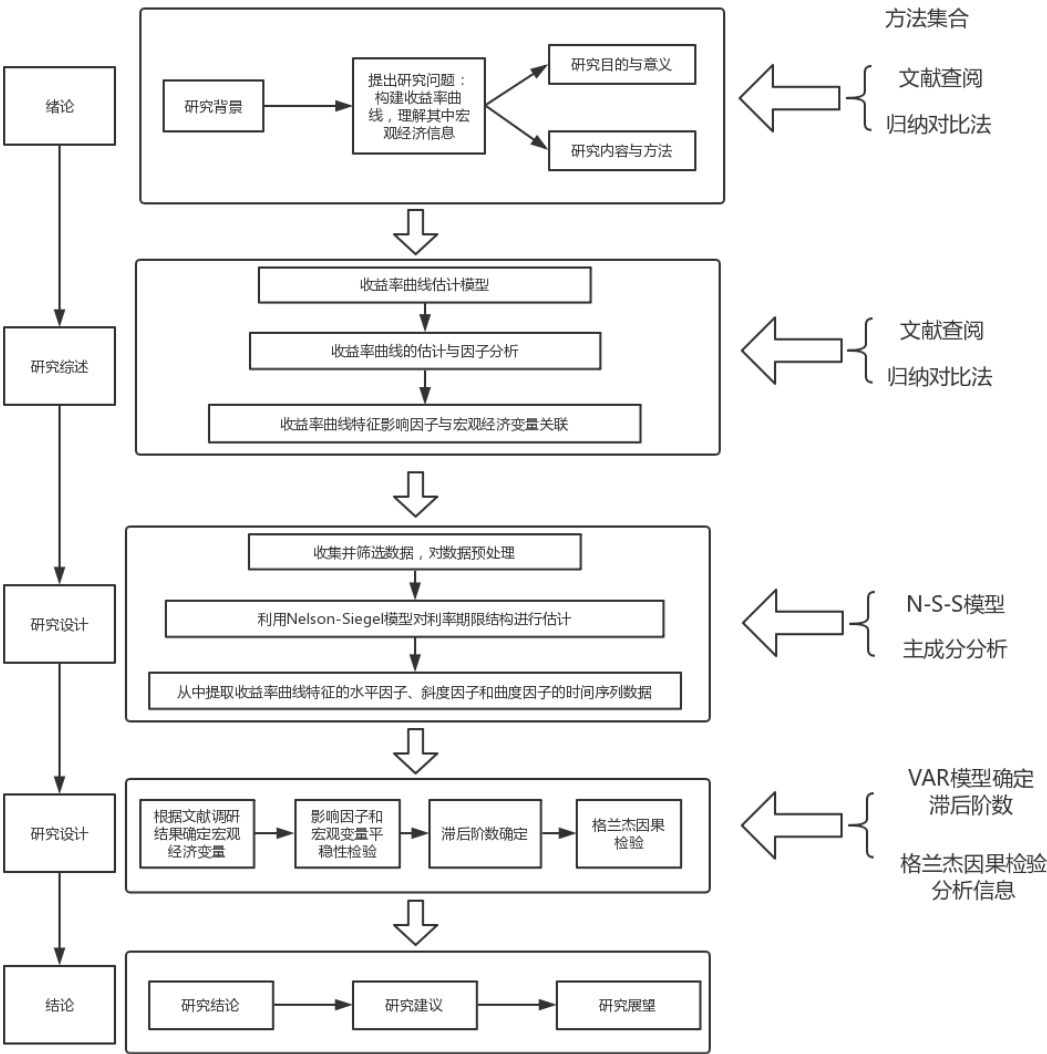 方法集合
绪论
研究背景
提出研究问题：
构建收益率曲
线，理解其中宏
观经济信息
研究目的与意义
研究内容与方法
文献查阅
归纳对比法
研究综述
收益率曲线估计模型
收益率曲线的估计与因子分析
收益率曲线特征影响因子与宏观经济变量关联
文献查阅
归纳对比法
研究设计
收集并筛选数据，对数据预处理
利用Nelson-Siegel模型对利率期限结构进行估计
从中提取收益率曲线特征的水平因子、斜度因子和曲度因子的时间序列数据
N-S-S模型
主成分分析
研究设计
根据文献调研
结果确定宏观
经济变量
影响因子和
宏观变量平
稳性检验
滞后阶数确定
格兰杰因果
检验
VAR模型确定
滞后阶数
格兰杰因果检验
分析信息
结论
研究结论
研究建议
研究展望